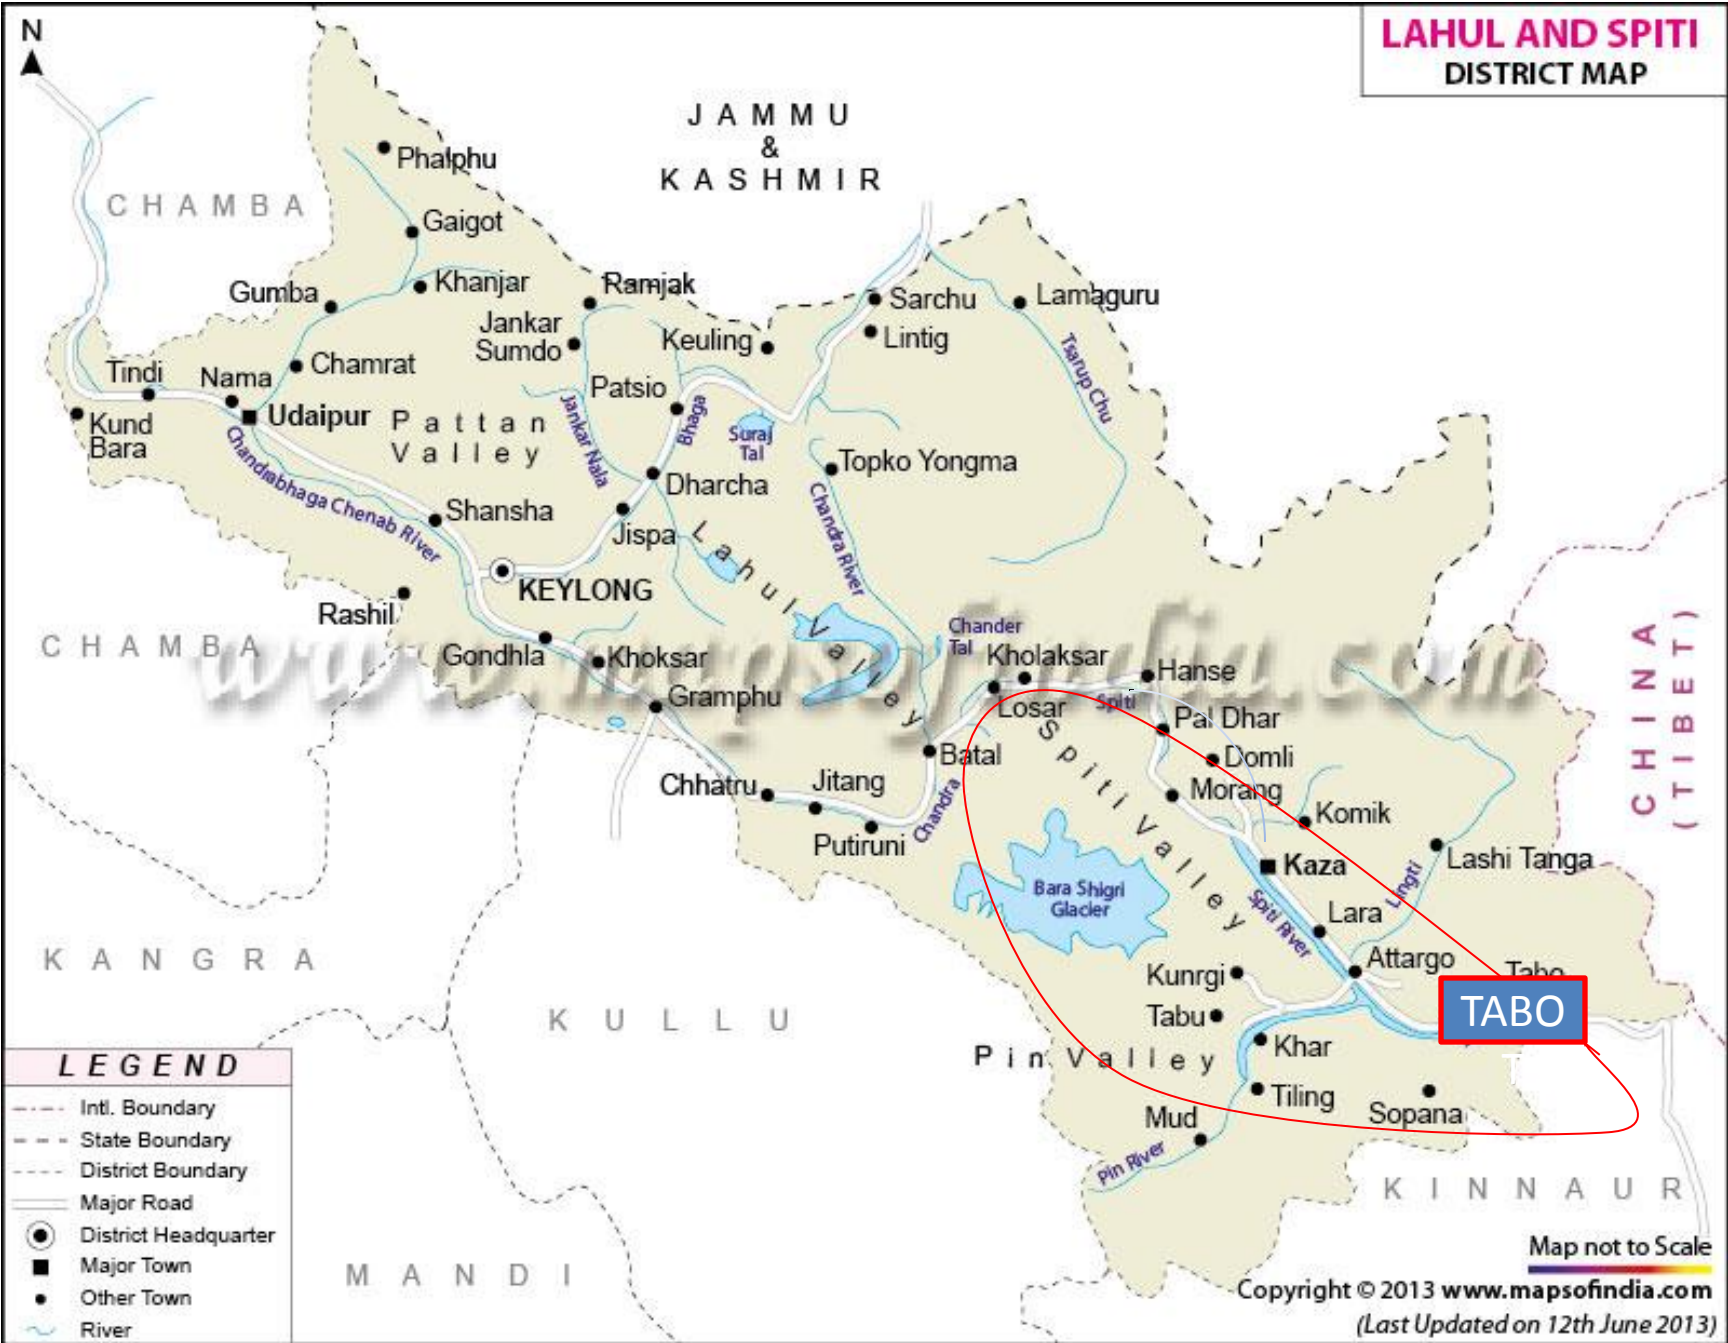 N
LAHUL AND SPITI
DISTRICT MAP
JAMMU
&
KASHMIR
CHAMBA
Phalphu
Gaigot
Khanjar
Gumba
Ramjak
Jankar
Sumdo
Keuling
Sarchu
Lintig
Lamaguru
Tsarup Chu
Tindi
Nama
Chamrat
Patsio
Kund
Bara
Udaipur
Pattan
Valley
Jankar Nala
Bhaga
Suraj
Tal
Topko Yongma
Dharcha
Chandrabhaga Chenab River
Shansha
Jispa
Chandra River
Lahul Valley
KEYLONG
Rashil
CHAMBA
www.mapsofindia.com
Gondhla
Khoksar
Gramphu
Chander
Tal
Kholaksar
Hanse
Losar
Spiti
Pal Dhar
Batal
Domli
Spiti Valley
Morang
Chhatru
Jitang
Putiruni
Chandra
Komik
Kaza
Lashi Tanga
Lingti
Bara Shigri
Glacier
Spiti River
Lara
Attargo
Kunrgi
Tabo
TABO
Tabu
Khar
Pin Valley
Tiling
Sopana
Mud
Pin River
CHINA
(TIBET)
KANGRA
KULLU
MANDI
KINNAUR
LEGEND
Intl. Boundary
State Boundary
District Boundary
Major Road
District Headquarter
Major Town
Other Town
River
Map not to Scale
Copyright © 2013 www.mapsofindia.com
(Last Updated on 12th June 2013)